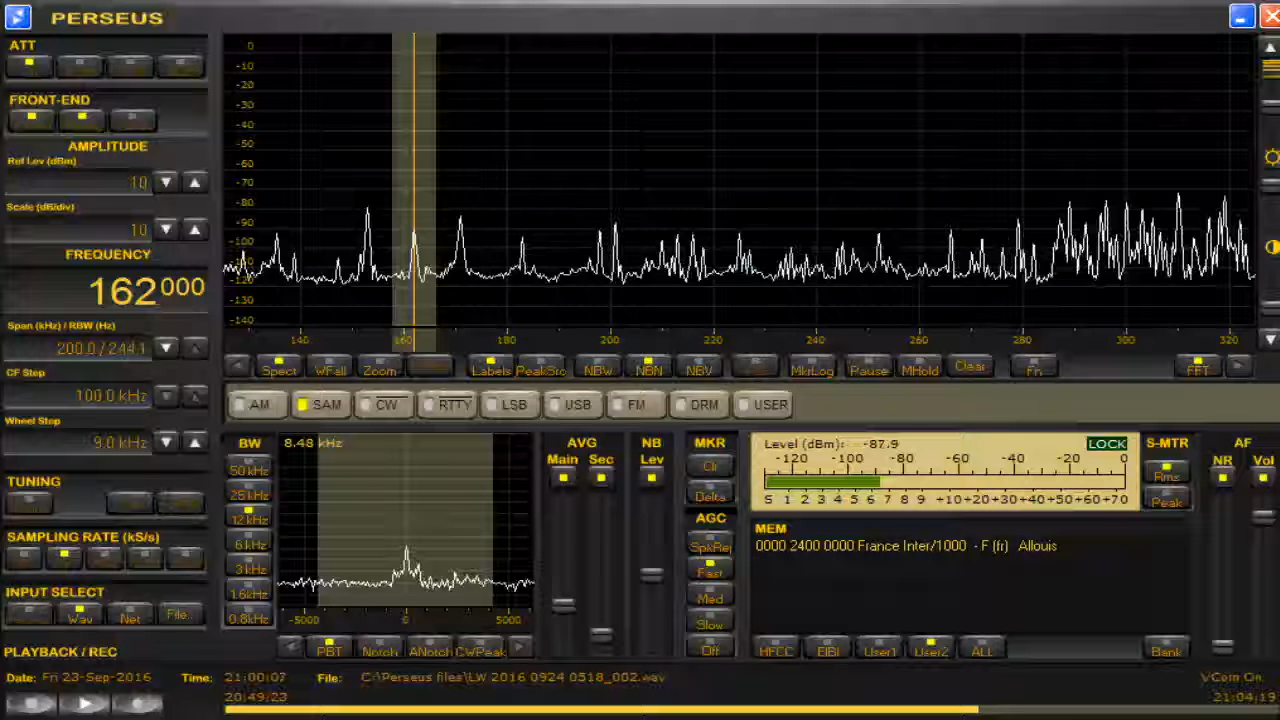 PERSEUS
ATT
FRONT-END
AMPLITUDE
Ref Lev (dBm)
10
Scale (dB/div)
10
FREQUENCY
162000
Span (kHz) / RBW (Hz)
200.0 / 244.1
CF Step
100.0 kHz
Wheel Step
9.0 kHz
TUNING
SAMPLING RATE (kS/s)
INPUT SELECT
Wav Net File..
PLAYBACK / REC
0
-10
-20
-30
-40
-50
-60
-70
-80
-90
-100
-110
-120
-130
-140
140 160 180 200 220 240 260 280 300 320
Spect WFall Zoom Labels PeakSrc NBW NBN NBV MkrLog Pause MHold Clear Fn FFT
AM SAM CW RTTY LSB USB FM DRM USER
BW
50 kHz
25 kHz
12 kHz
6 kHz
3 kHz
1.6kHz
0.8kHz
8.48 kHz
-5000 0 5000
PBT Notch ANotch CWPeak
AVG
Main Sec
NB
Lev
MKR
Clr
Delta
AGC
SpkRej
Fast
Med
Slow
Off
Level (dBm): -87.9 LOCK
-120 -100 -80 -60 -40 -20 0
S 1 2 3 4 5 6 7 8 9 +10+20+30+40+50+60+70
S-MTR
Rms
Peak
AF
NR Vol
MEM
0000 2400 0000 France Inter/1000 - F (fr) Allouis
HFCC EIBI User1 User2 ALL Bank
Date: Fri 23-Sep-2016 Time: 21:00:07 File: C:\Perseus files\LW 2016 0924 0518_002.wav VCom On
20:49:23 21:04:19